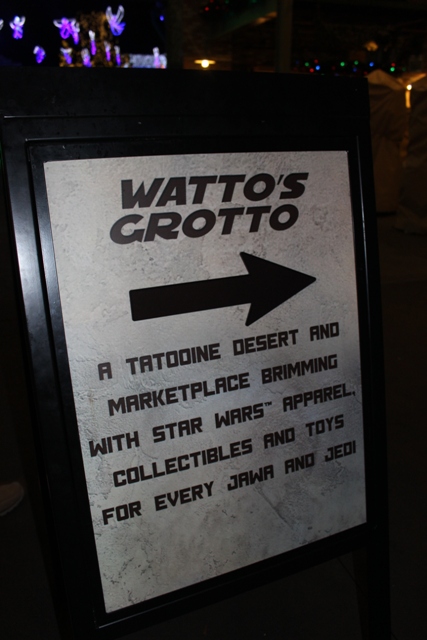 WATTO'S
GROTTO
A TATOOINE DESERT AND
MARKETPLACE BRIMMING
WITH STAR WARS™ APPAREL,
COLLECTIBLES AND TOYS
FOR EVERY JAWA AND JEDI